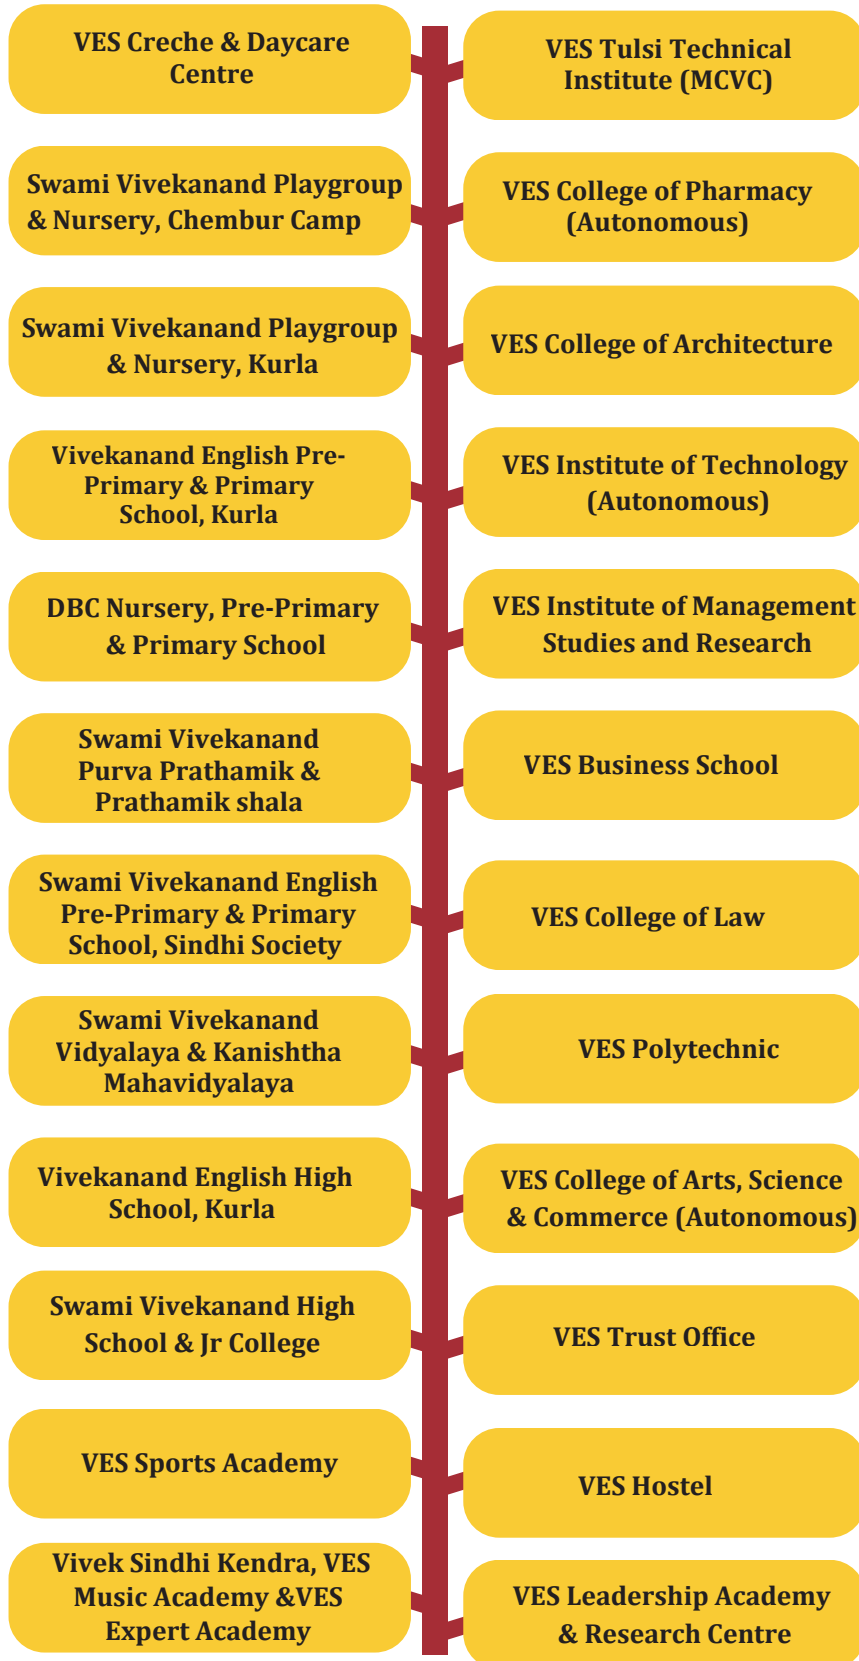 VES Creche & Daycare
Centre
VES Tulsi Technical
Institute (MCVC)
Swami Vivekanand Playgroup
& Nursery, Chembur Camp
VES College of Pharmacy
(Autonomous)
Swami Vivekanand Playgroup
& Nursery, Kurla
VES College of Architecture
Vivekanand English Pre-
Primary & Primary
School, Kurla
VES Institute of Technology
(Autonomous)
DBC Nursery, Pre-Primary
& Primary School
VES Institute of Management
Studies and Research
Swami Vivekanand
Purva Prathamik &
Prathamik shala
VES Business School
Swami Vivekanand English
Pre-Primary & Primary
School, Sindhi Society
VES College of Law
Swami Vivekanand
Vidyalaya & Kanishtha
Mahavidyalaya
VES Polytechnic
Vivekanand English High
School, Kurla
VES College of Arts, Science
& Commerce (Autonomous)
Swami Vivekanand High
School & Jr College
VES Trust Office
VES Sports Academy
VES Hostel
Vivek Sindhi Kendra, VES
Music Academy &VES
Expert Academy
VES Leadership Academy
& Research Centre